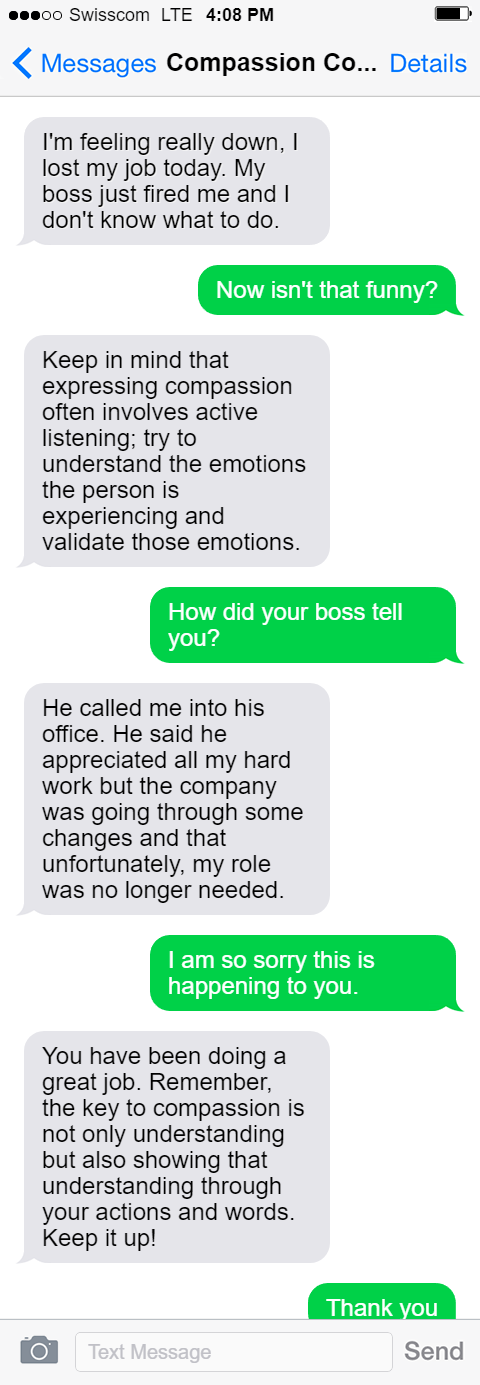 Swisscom LTE 4:08 PM
Messages Compassion Co... Details
I'm feeling really down, I
lost my job today. My
boss just fired me and I
don't know what to do.
Now isn't that funny?
Keep in mind that
expressing compassion
often involves active
listening; try to
understand the emotions
the person is
experiencing and
validate those emotions.
How did your boss tell
you?
He called me into his
office. He said he
appreciated all my hard
work but the company
was going through some
changes and that
unfortunately, my role
was no longer needed.
I am so sorry this is
happening to you.
You have been doing a
great job. Remember,
the key to compassion is
not only understanding
but also showing that
understanding through
your actions and words.
Keep it up!
Thank you
Text Message Send